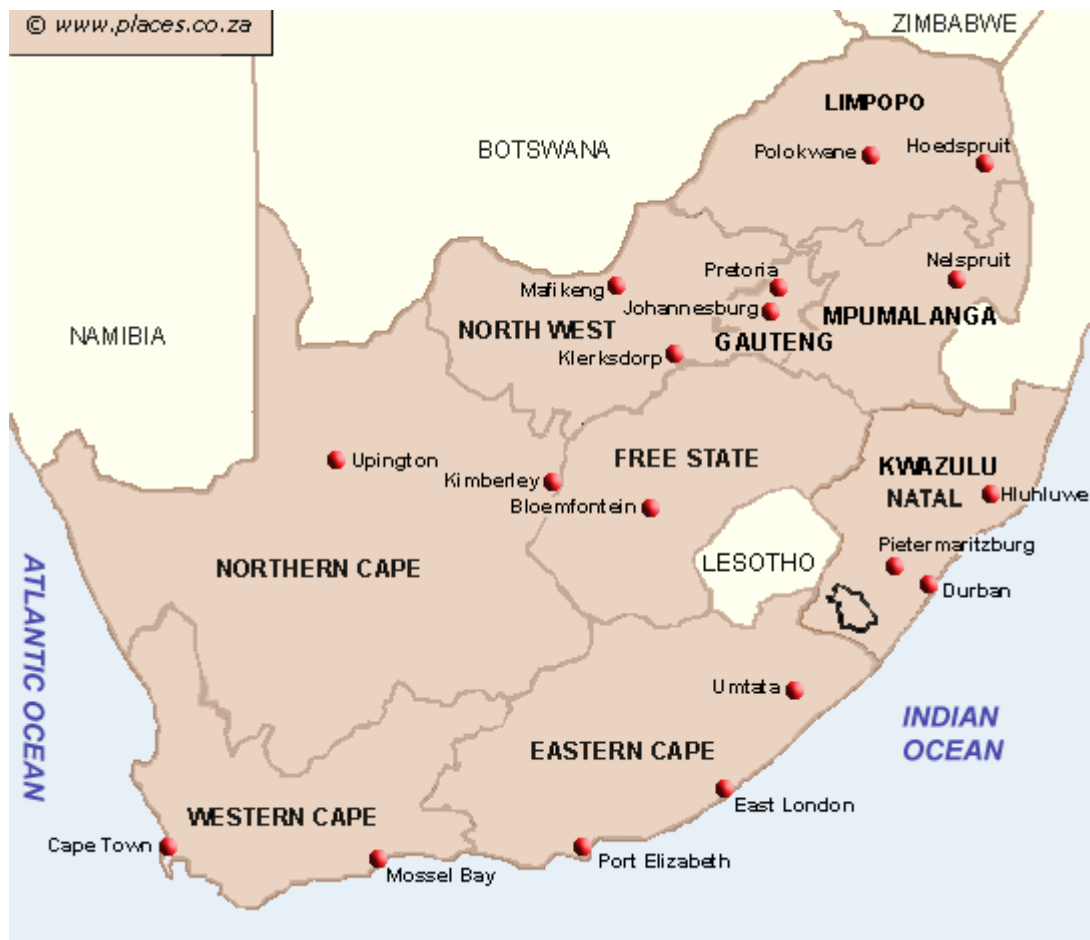 © www.places.co.za
ZIMBABWE
LIMPOPO
BOTSWANA
Polokwane
Hoedspruit
Pretoria
Nelspruit
Mafikeng
Johannesburg
MPUMALANGA
NAMIBIA
NORTH WEST
GAUTENG
Klerksdorp
Upington
FREE STATE
KWAZULU
NATAL
Kimberley
Hluhluwe
Bloemfontein
Pietermaritzburg
LESOTHO
NORTHERN CAPE
Durban
ATLANTIC OCEAN
Umtata
INDIAN
OCEAN
EASTERN CAPE
East London
WESTERN CAPE
Cape Town
Port Elizabeth
Mossel Bay